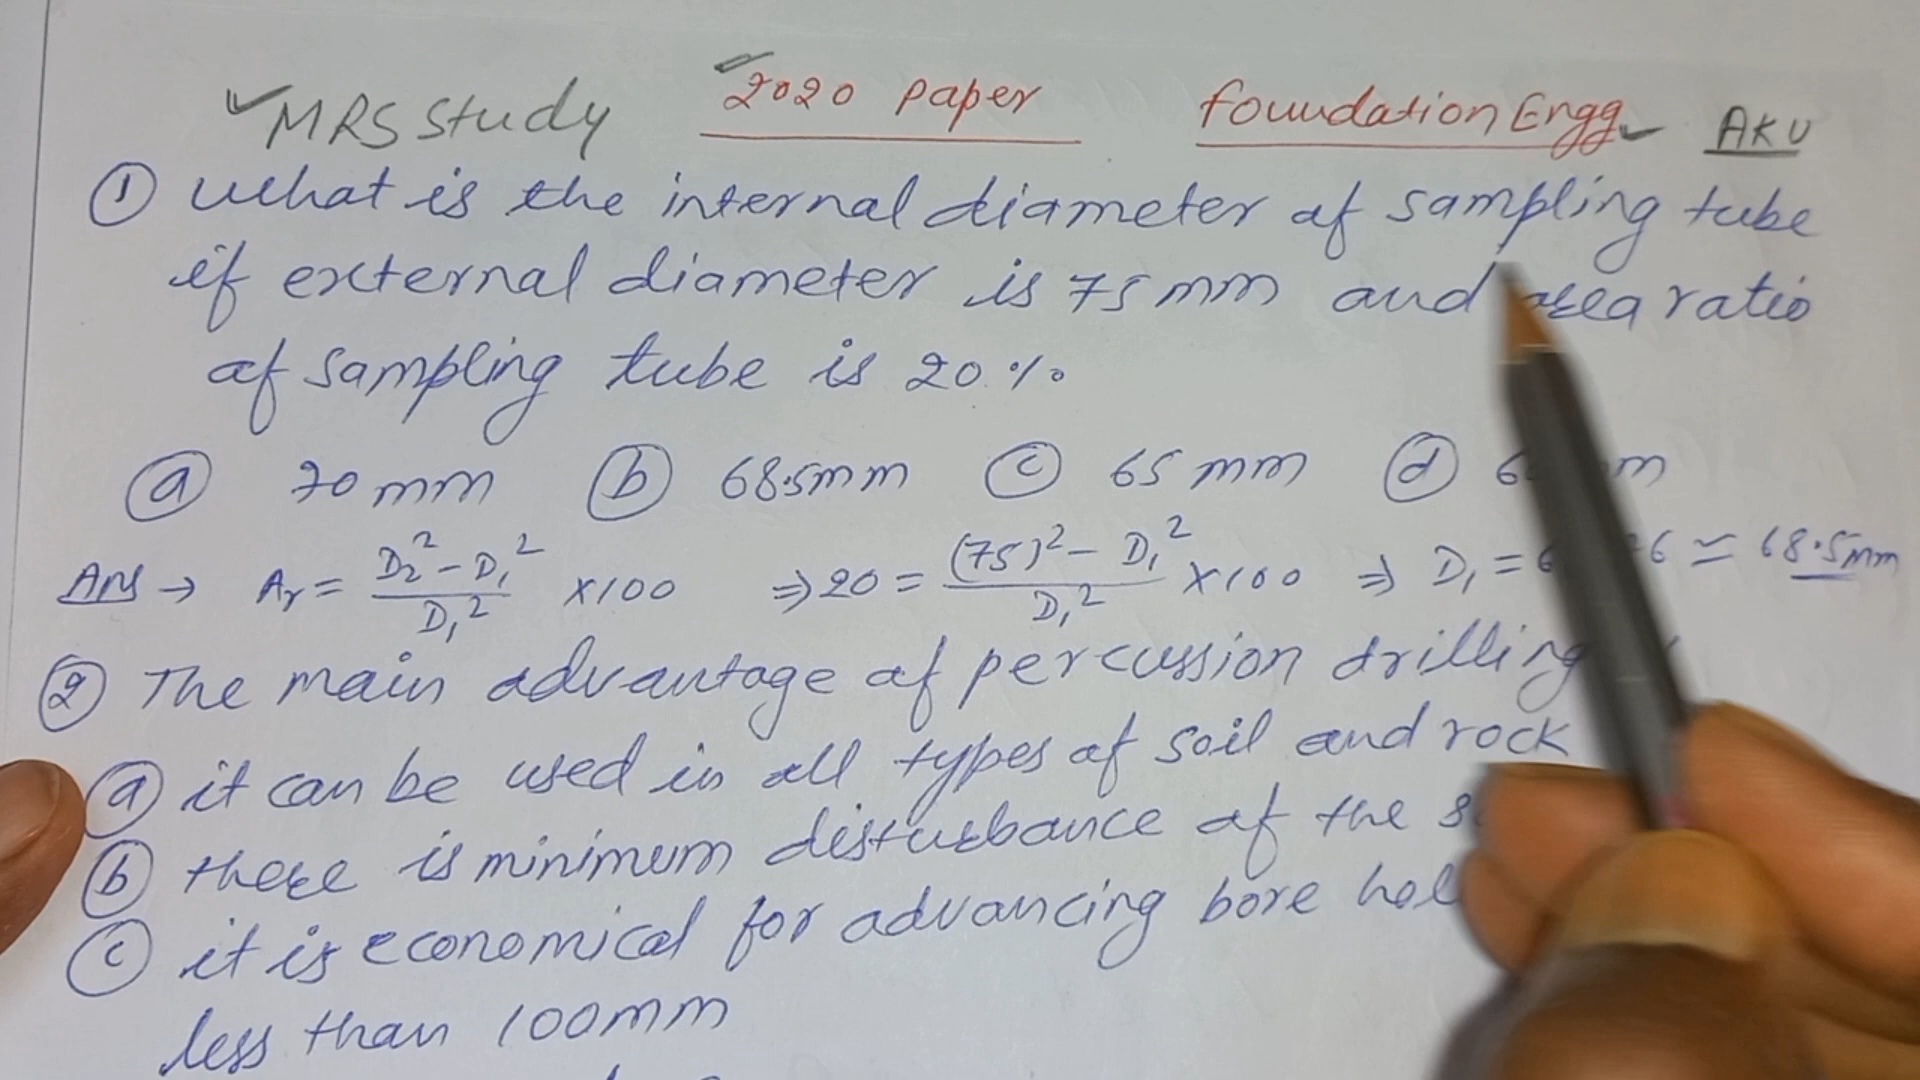 MRS Study 2020 paper foundation Engg AKU
① What is the internal diameter of sampling tube
if external diameter is 75 mm and area ratio
of sampling tube is 20%
ⓐ 70 mm ⓑ 68.5mm ⓒ 65 mm ⓓ
Ans → Ar = D₂² - D₁² / D₁² ×100 ⇒ 20 = (75)² - D₁² / D₁² ×100 ⇒ D₁ = ≃ 68.5mm
② The main advantage of percussion drilling
ⓐ it can be used in all types of soil and rock
ⓑ there is minimum disturbance of the
ⓒ it is economical for advancing bore
less than 100mm